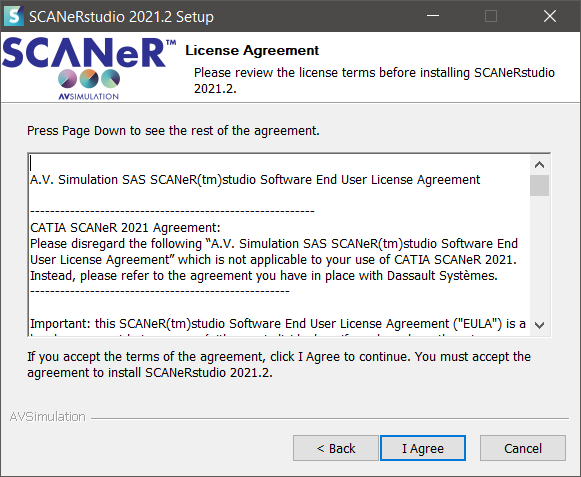 SCANeRstudio 2021.2 Setup
SCANeR™
AVSIMULATION
License Agreement
Please review the license terms before installing SCANeRstudio
2021.2.
Press Page Down to see the rest of the agreement.
A.V. Simulation SAS SCANeR(tm)studio Software End User License Agreement
---------------------------------------------------------
CATIA SCANeR 2021 Agreement:
Please disregard the following “A.V. Simulation SAS SCANeR(tm)studio Software End
User License Agreement” which is not applicable to your use of CATIA SCANeR 2021.
Instead, please refer to the agreement you have in place with Dassault Systèmes.
----------------------------------------------------
Important: this SCANeR(tm)studio Software End User License Agreement ("EULA") is a
If you accept the terms of the agreement, click I Agree to continue. You must accept the
agreement to install SCANeRstudio 2021.2.
AVSimulation
< Back
I Agree
Cancel